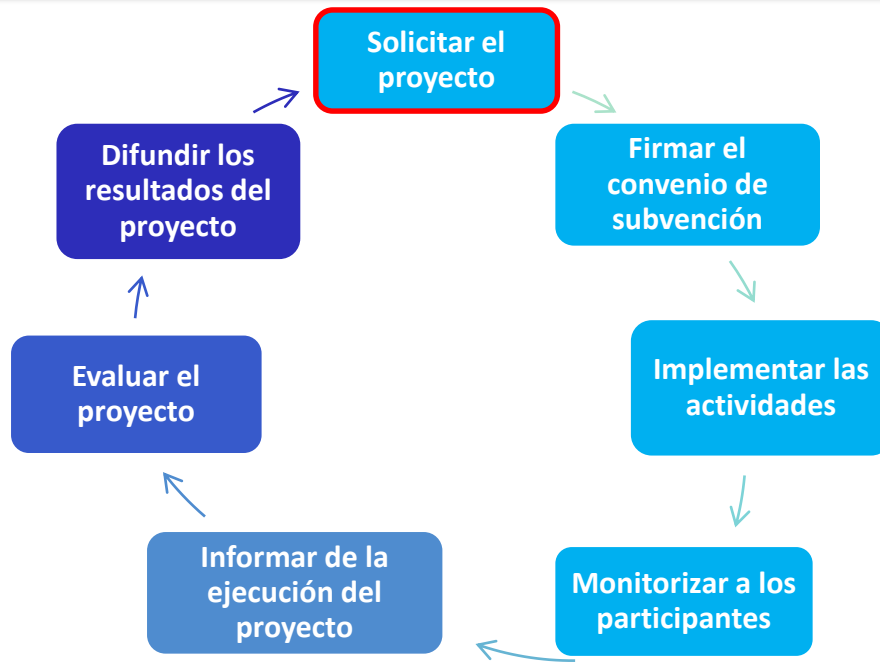 Solicitar el
proyecto
Firmar el
convenio de
subvención
Implementar las
actividades
Monitorizar a los
participantes
Informar de la
ejecución del
proyecto
Evaluar el
proyecto
Difundir los
resultados del
proyecto